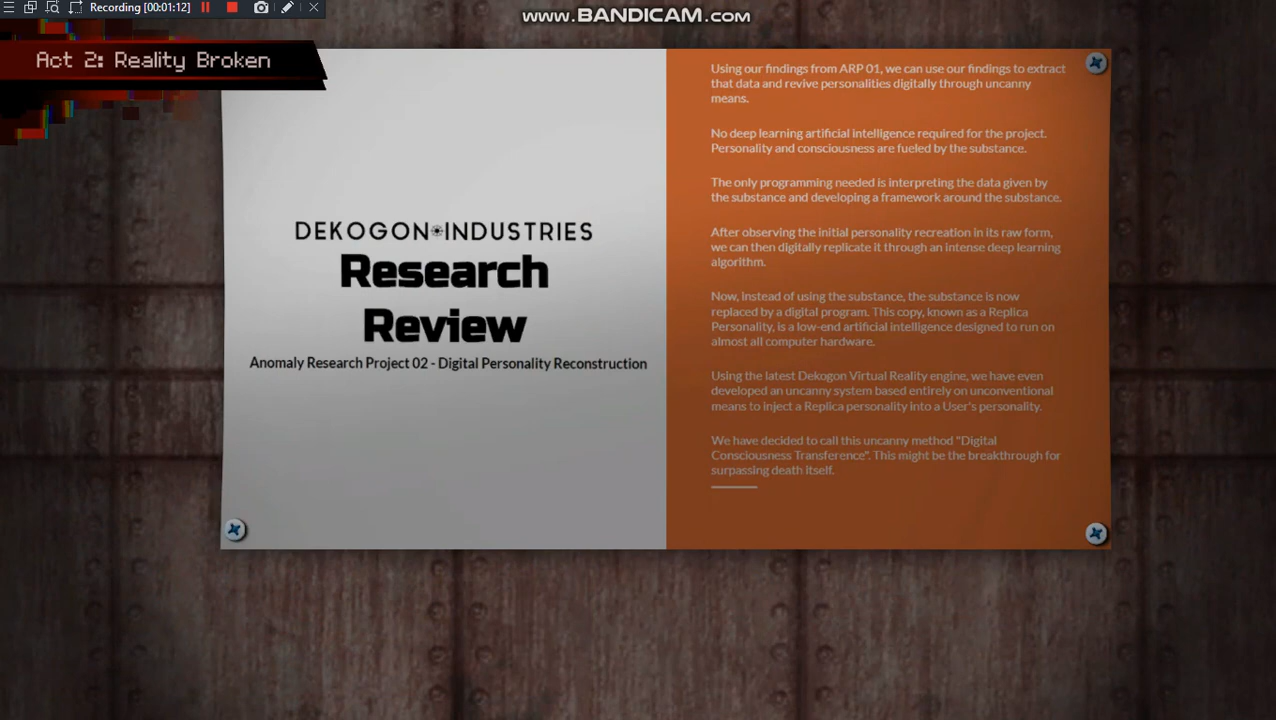 Recording [00:01:12]
www.BANDICAM.com
Act 2: Reality Broken
DEKOGON INDUSTRIES
Research
Review
Anomaly Research Project 02 - Digital Personality Reconstruction
Using our findings from ARP 01, we can use our findings to extract
that data and revive personalities digitally through uncanny
means.
No deep learning artificial intelligence required for the project.
Personality and consciousness are fueled by the substance.
The only programming needed is interpreting the data given by
the substance and developing a framework around the substance.
After observing the initial personality recreation in its raw form,
we can then digitally replicate it through an intense deep learning
algorithm.
Now, instead of using the substance, the substance is now
replaced by a digital program. This copy, known as a Replica
Personality, is a low-end artificial intelligence designed to run on
almost all computer hardware.
Using the latest Dekogon Virtual Reality engine, we have even
developed an uncanny system based entirely on unconventional
means to inject a Replica personality into a User's personality.
We have decided to call this uncanny method "Digital
Consciousness Transference". This might be the breakthrough for
surpassing death itself.